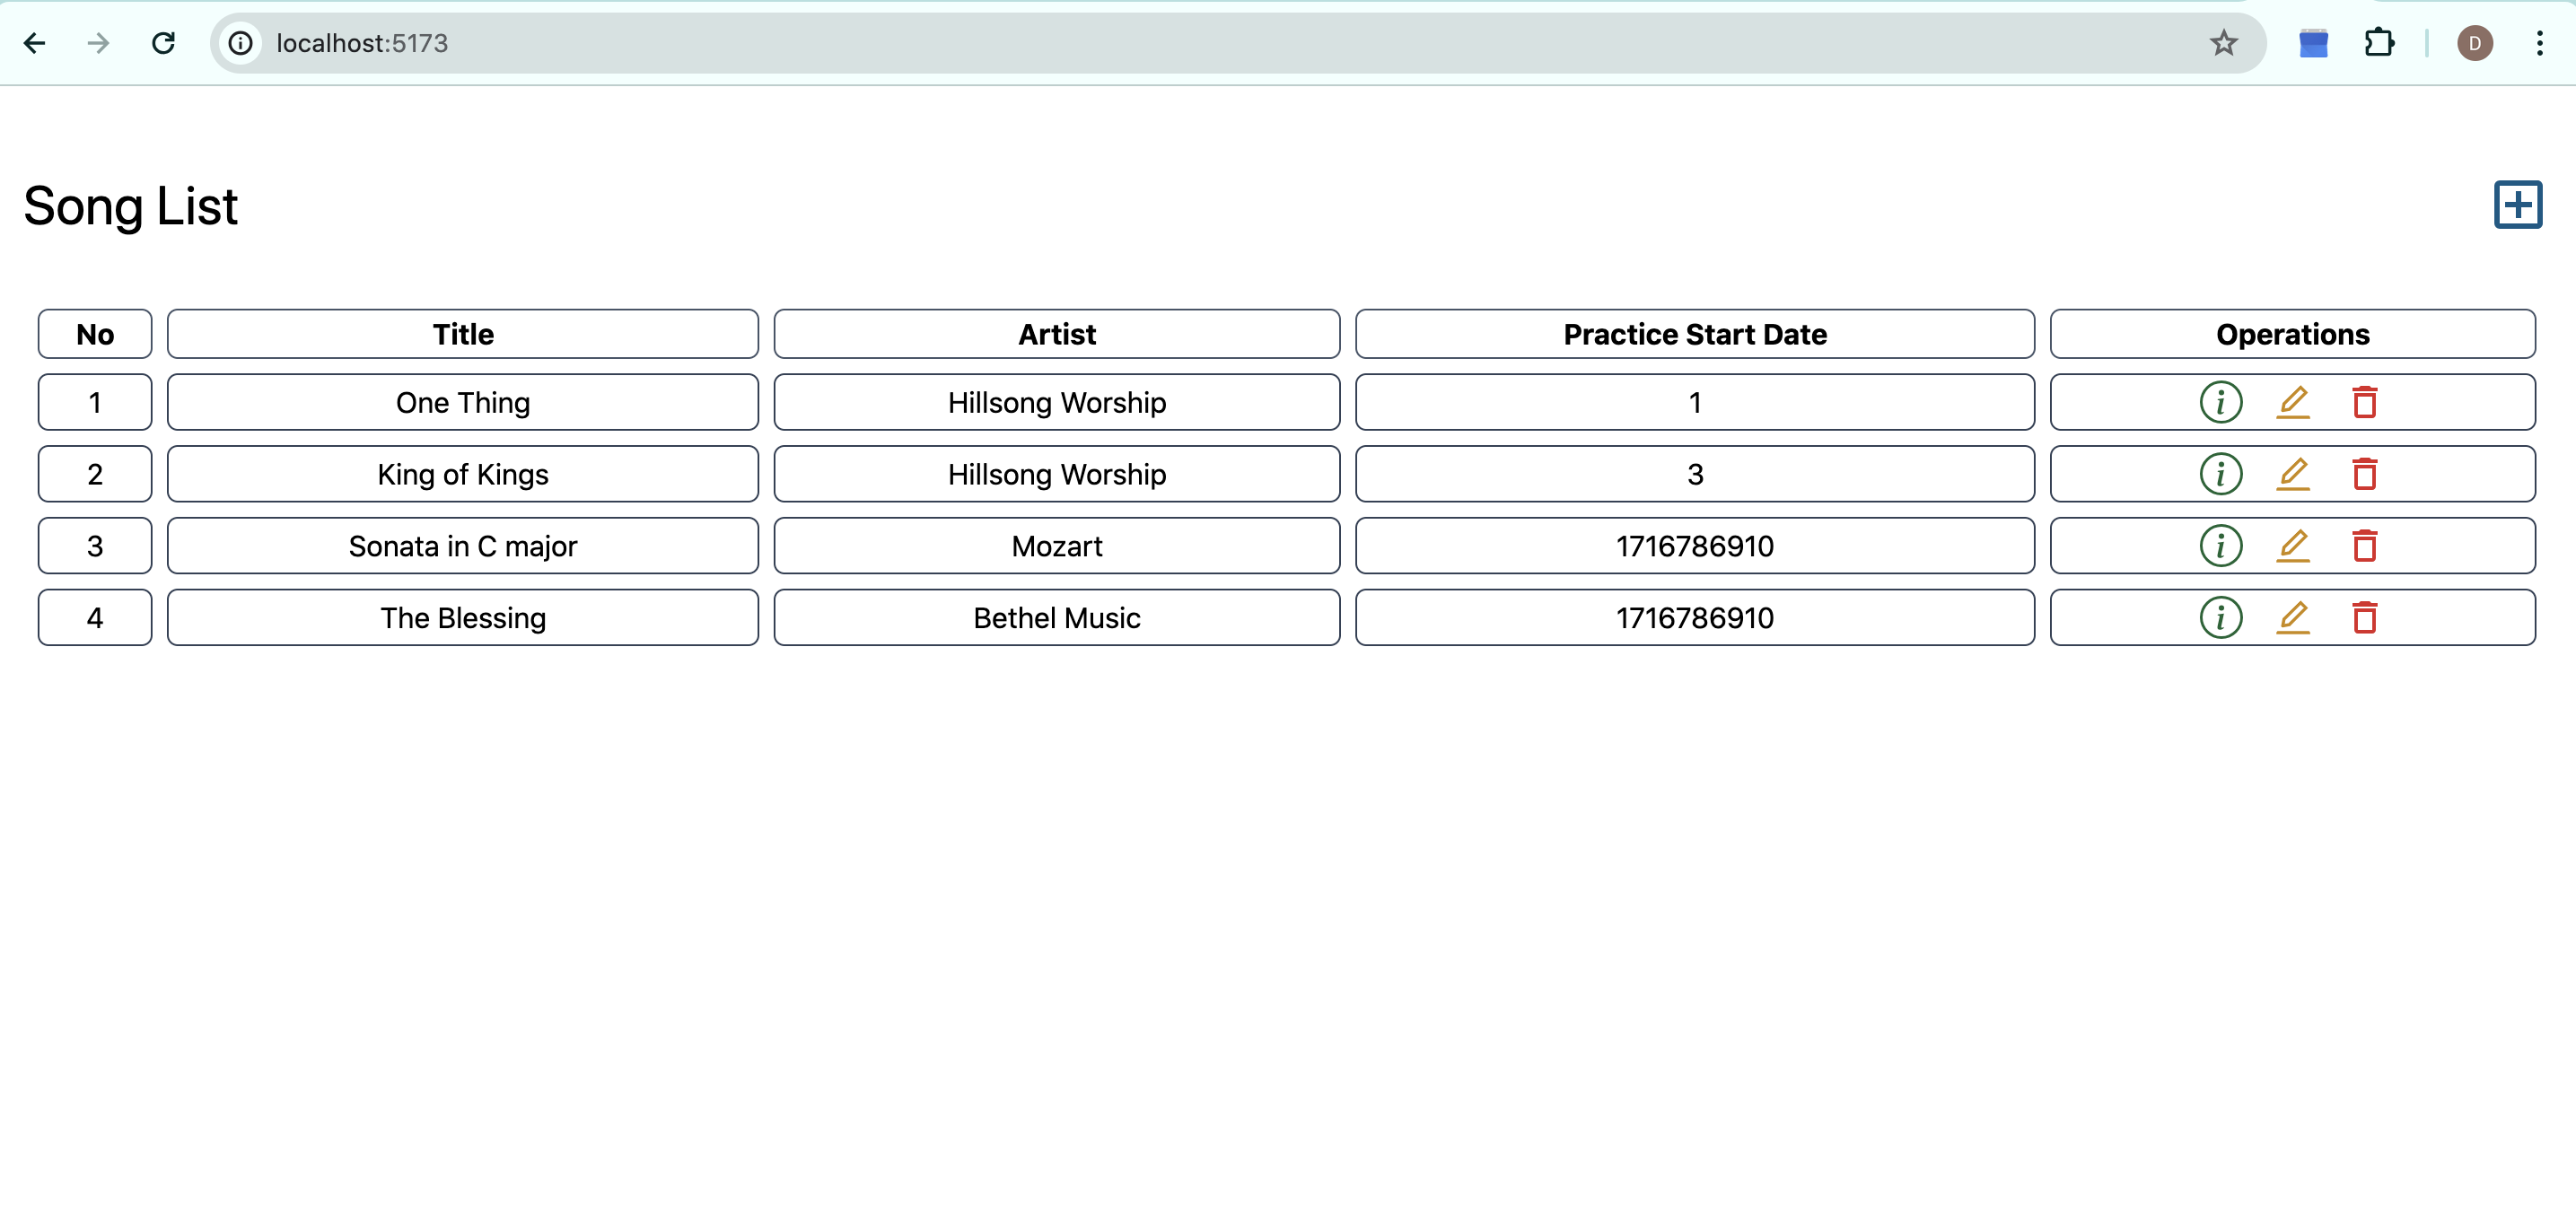 localhost:5173
D
Song List
No Title Artist Practice Start Date Operations
1 One Thing Hillsong Worship 1
2 King of Kings Hillsong Worship 3
3 Sonata in C major Mozart 1716786910
4 The Blessing Bethel Music 1716786910